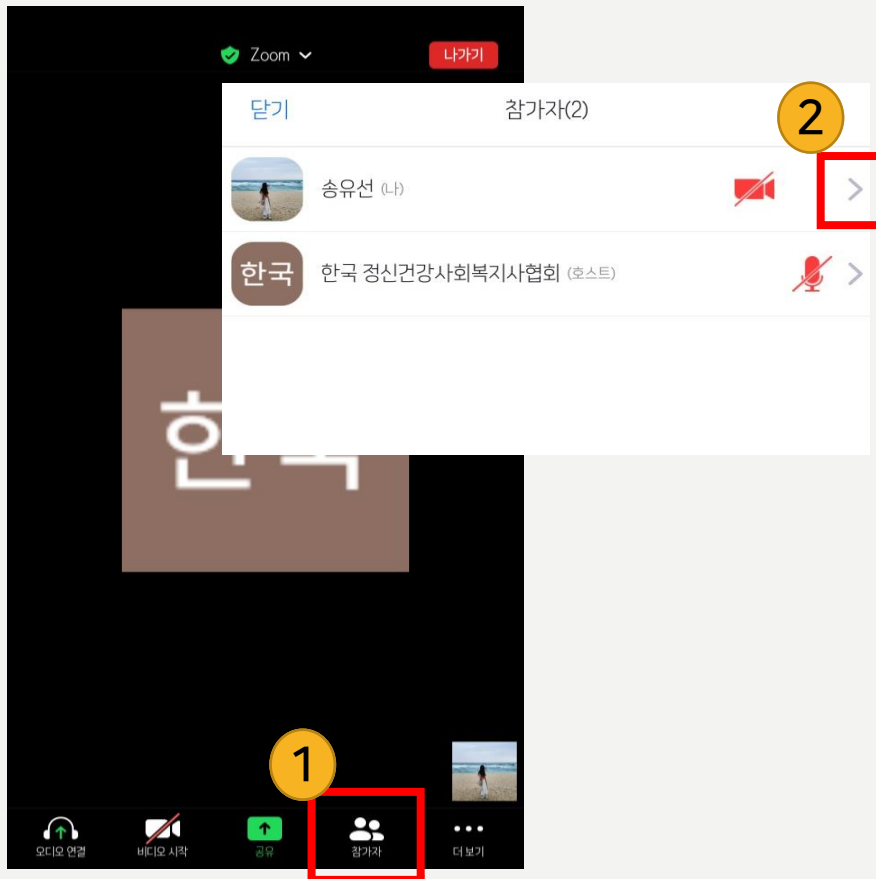 Zoom
나가기
닫기
참가자(2)
2
송유선 (나)
한국
한국 정신건강사회복지사협회 (호스트)
한국
1
오디오 연결
비디오 시작
공유
참가자
더 보기